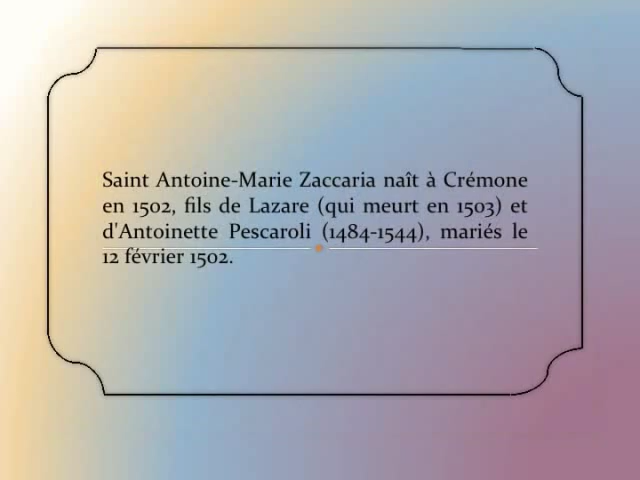 Saint Antoine-Marie Zaccaria naît à Crémone
en 1502, fils de Lazare (qui meurt en 1503) et
d'Antoinette Pescaroli (1484-1544), mariés le
12 février 1502.